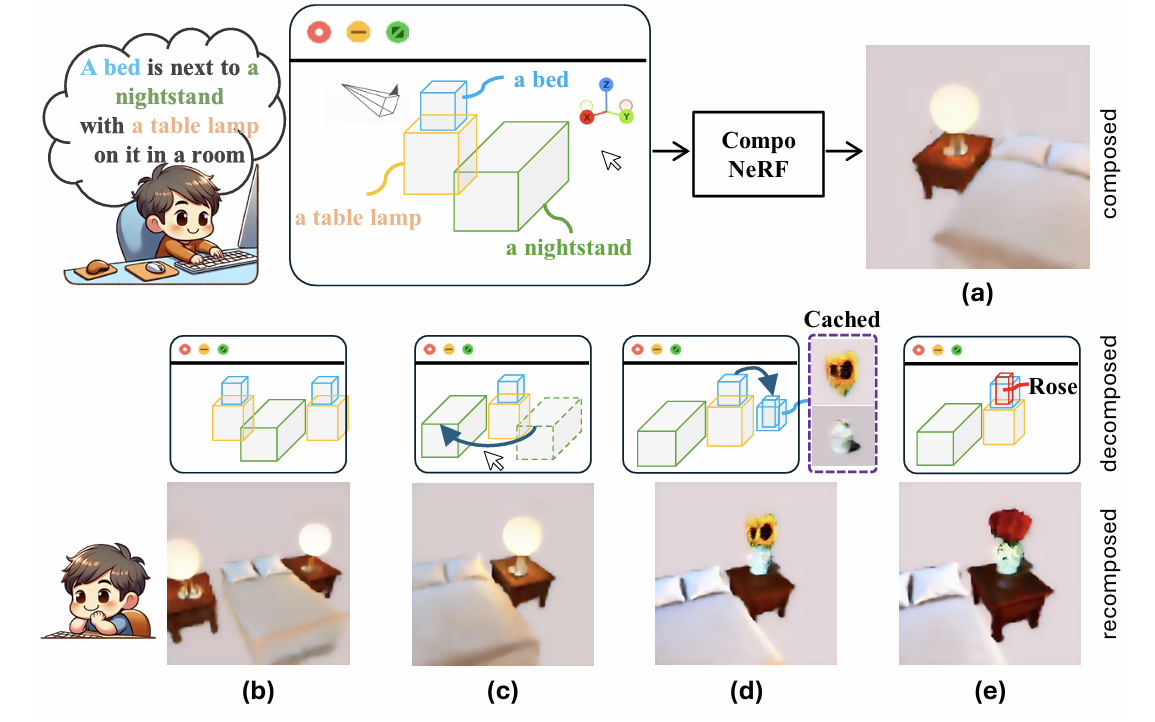 A bed is next to a
nightstand
with a table lamp
on it in a room
a bed
Z
X
Y
a table lamp
a nightstand
Compo
NeRF
composed
(a)
Cached
Rose
decomposed
recomposed
(b)
(c)
(d)
(e)